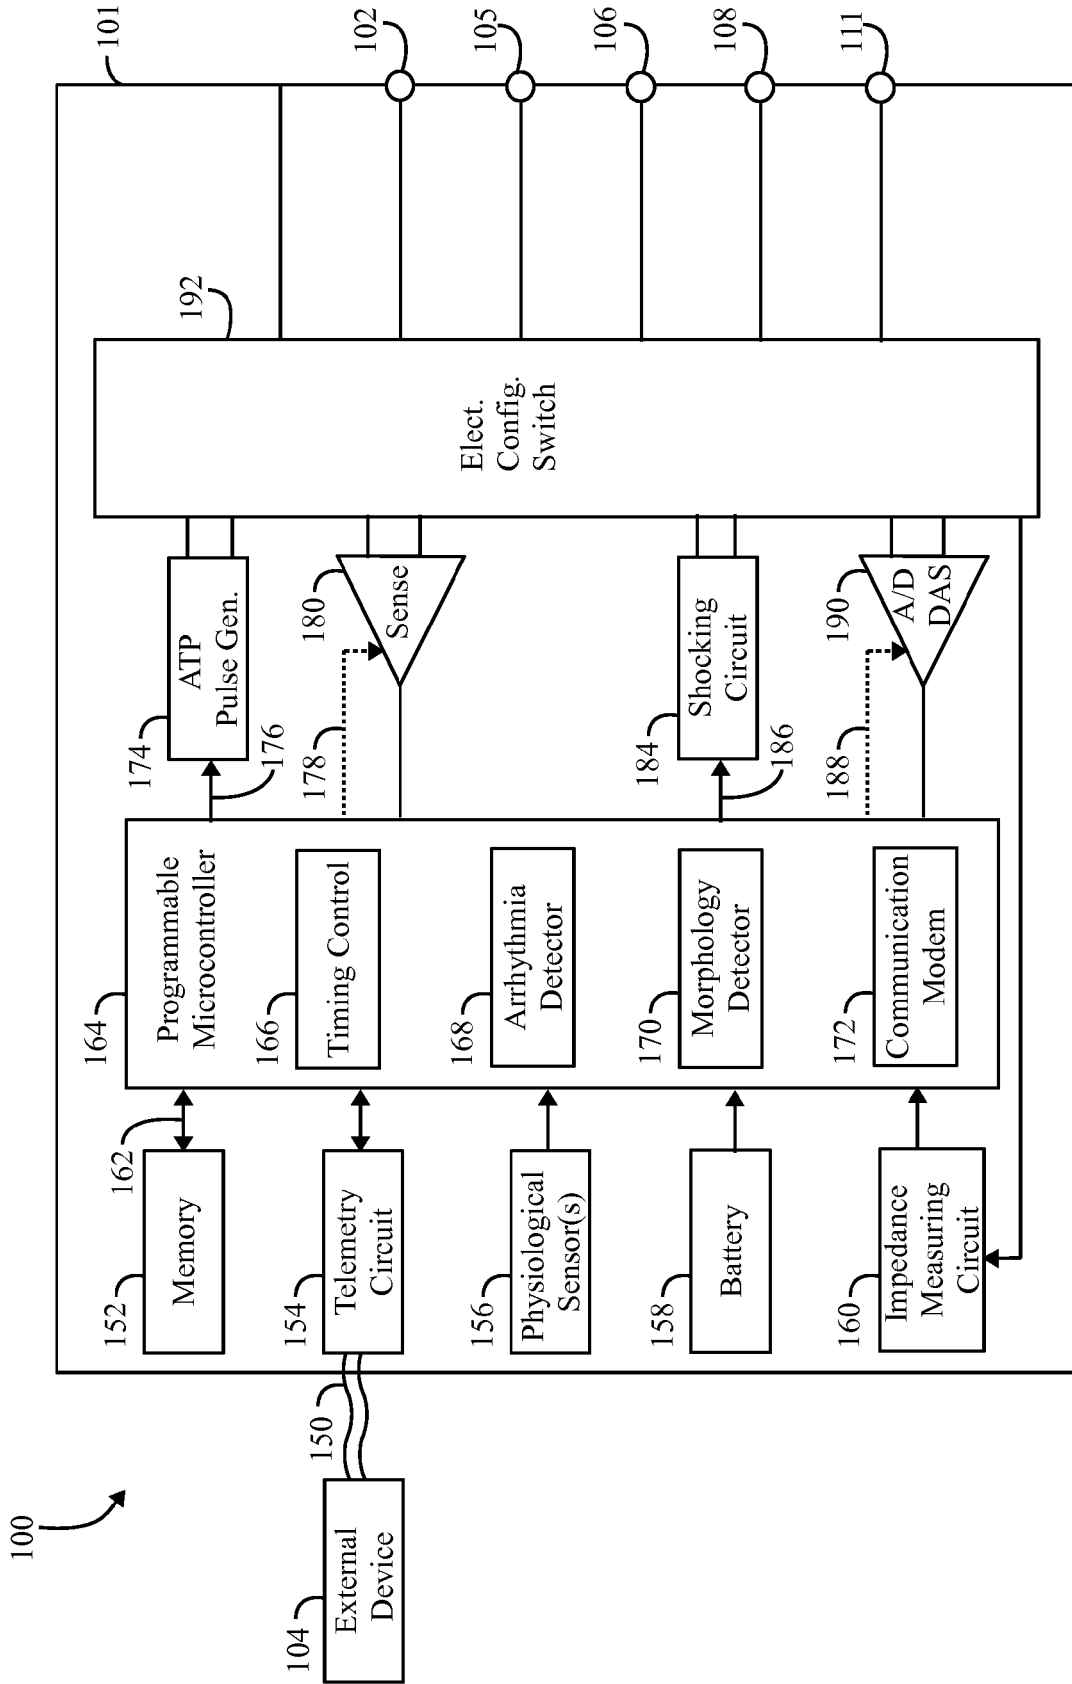 100
101
104
External
Device
150
152
Memory
162
154
Telemetry
Circuit
156
Physiological
Sensor(s)
158
Battery
160
Impedance
Measuring
Circuit
164
Programmable
Microcontroller
166
Timing Control
168
Arrhythmia
Detector
170
Morphology
Detector
172
Communication
Modem
174
ATP
Pulse Gen.
176
178
180
Sense
184
Shocking
Circuit
186
188
190
A/D
DAS
192
Elect.
Config.
Switch
102
105
106
108
111